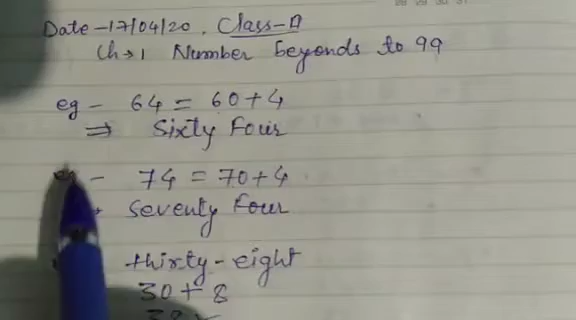 Date - 17/04/20. Class-A
Ch → 1 Number beyonds to 99
eg - 64 = 60+4
⇒ Sixty Four
- 74 = 70+4
Seventy Four
thirty-eight
30 + 8